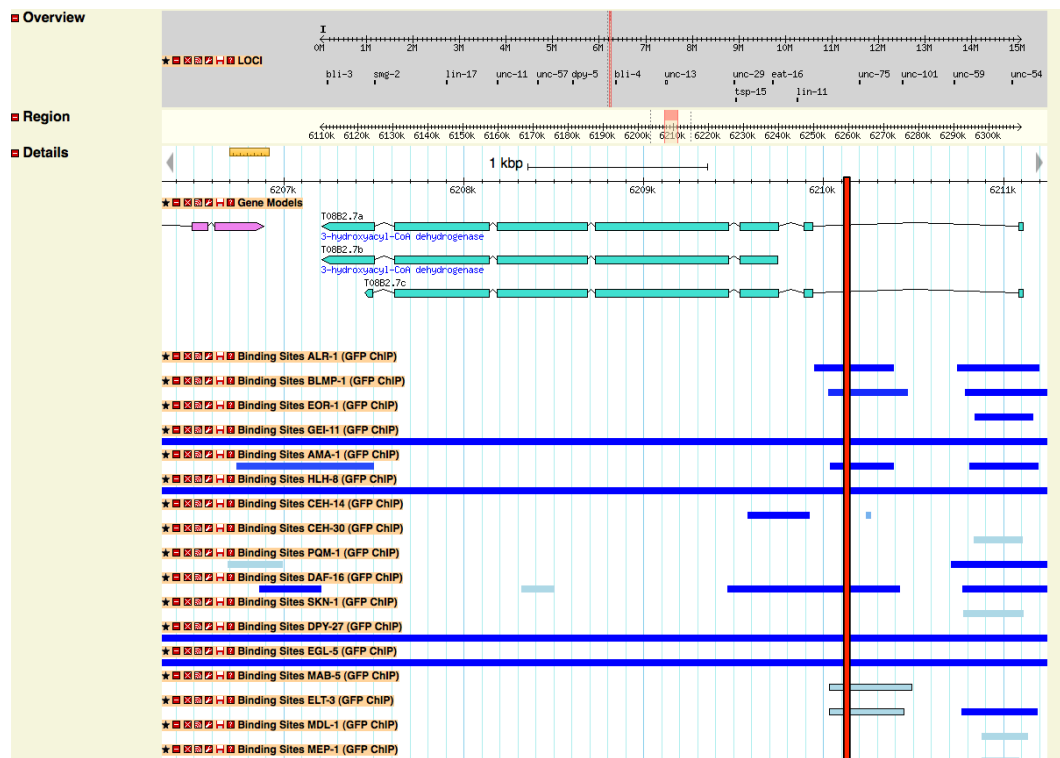 Overview
I
0M 1M 2M 3M 4M 5M 6M 7M 8M 9M 10M 11M 12M 13M 14M 15M
LOCI
bli-3 smg-2 lin-17 unc-11 unc-57 dpy-5 bli-4 unc-13 unc-29 eat-16 unc-75 unc-101 unc-59 unc-54
tsp-15 lin-11
Region
6110k 6120k 6130k 6140k 6150k 6160k 6170k 6180k 6190k 6200k 6210k 6220k 6230k 6240k 6250k 6260k 6270k 6280k 6290k 6300k
Details
1 kbp
6207k 6208k 6209k 6210k 6211k
Gene Models
T08B2.7a
3-hydroxyacyl-CoA dehydrogenase
T08B2.7b
3-hydroxyacyl-CoA dehydrogenase
T08B2.7c
Binding Sites ALR-1 (GFP ChIP)
Binding Sites BLMP-1 (GFP ChIP)
Binding Sites EOR-1 (GFP ChIP)
Binding Sites GEI-11 (GFP ChIP)
Binding Sites AMA-1 (GFP ChIP)
Binding Sites HLH-8 (GFP ChIP)
Binding Sites CEH-14 (GFP ChIP)
Binding Sites CEH-30 (GFP ChIP)
Binding Sites PQM-1 (GFP ChIP)
Binding Sites DAF-16 (GFP ChIP)
Binding Sites SKN-1 (GFP ChIP)
Binding Sites DPY-27 (GFP ChIP)
Binding Sites EGL-5 (GFP ChIP)
Binding Sites MAB-5 (GFP ChIP)
Binding Sites ELT-3 (GFP ChIP)
Binding Sites MDL-1 (GFP ChIP)
Binding Sites MEP-1 (GFP ChIP)